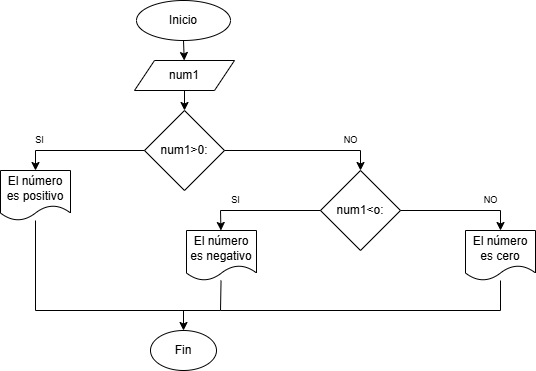 Inicio
num1
num1>0:
SI
NO
El número
es positivo
num1<o:
SI
NO
El número
es negativo
El número
es cero
Fin